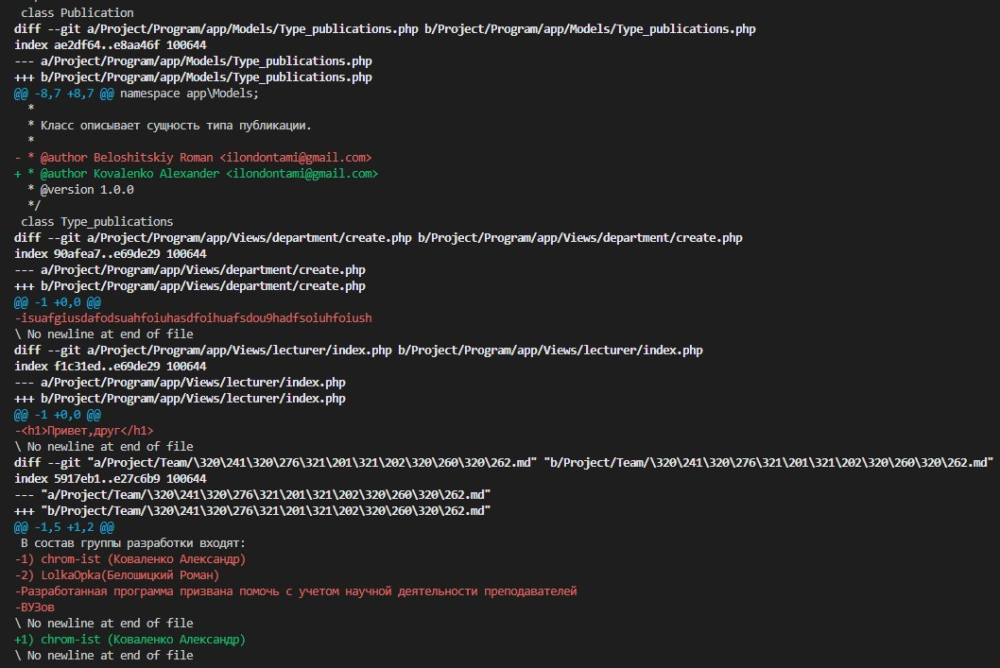 class Publication
diff --git a/Project/Program/app/Models/Type_publications.php b/Project/Program/app/Models/Type_publications.php
index ae2df64..e8aa46f 100644
--- a/Project/Program/app/Models/Type_publications.php
+++ b/Project/Program/app/Models/Type_publications.php
@@ -8,7 +8,7 @@ namespace app\Models;
  *
  * Класс описывает сущность типа публикации.
  *
- * @author Beloshitskiy Roman <ilondontami@gmail.com>
+ * @author Kovalenko Alexander <ilondontami@gmail.com>
  * @version 1.0.0
  */
 class Type_publications
diff --git a/Project/Program/app/Views/department/create.php b/Project/Program/app/Views/department/create.php
index 90afea7..e69de29 100644
--- a/Project/Program/app/Views/department/create.php
+++ b/Project/Program/app/Views/department/create.php
@@ -1 +0,0 @@
-isuafgiusdafodsuahfoiuhasdfoihuafsdou9hadfsoiuhfoiush
\ No newline at end of file
diff --git a/Project/Program/app/Views/lecturer/index.php b/Project/Program/app/Views/lecturer/index.php
index f1c31ed..e69de29 100644
--- a/Project/Program/app/Views/lecturer/index.php
+++ b/Project/Program/app/Views/lecturer/index.php
@@ -1 +0,0 @@
-<h1>Привет,друг</h1>
\ No newline at end of file
diff --git "a/Project/Team/\320\241\320\276\321\201\321\202\320\260\320\262.md" "b/Project/Team/\320\241\320\276\321\201\321\202\320\260\320\262.md"
index 5917eb1..e27c6b9 100644
--- "a/Project/Team/\320\241\320\276\321\201\321\202\320\260\320\262.md"
+++ "b/Project/Team/\320\241\320\276\321\201\321\202\320\260\320\262.md"
@@ -1,5 +1,2 @@
 В состав группы разработки входят:
-1) chrom-ist (Коваленко Александр)
-2) LolkaOpka(Белошицкий Роман)
-Разработанная программа призвана помочь с учетом научной деятельности преподавателей
-ВУЗов
\ No newline at end of file
+1) chrom-ist (Коваленко Александр)
\ No newline at end of file